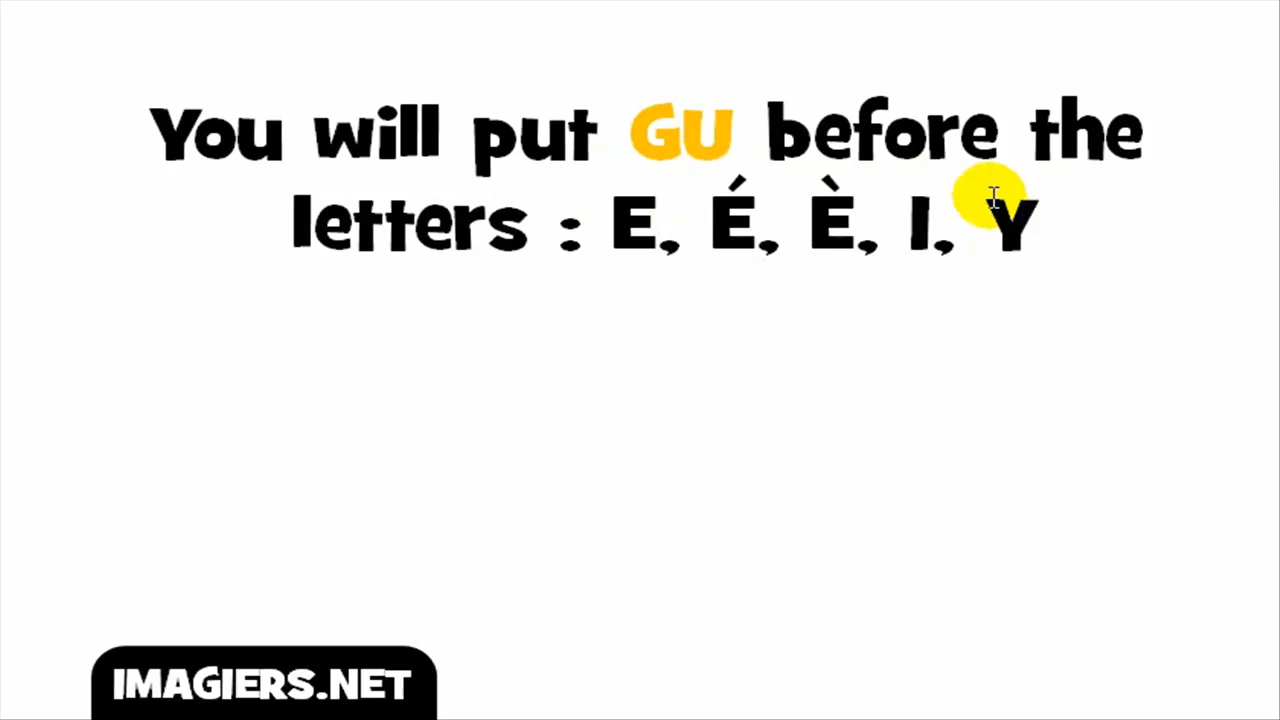 You will put GU before the
letters : E, É, È, I, Y
IMAGIERS.NET